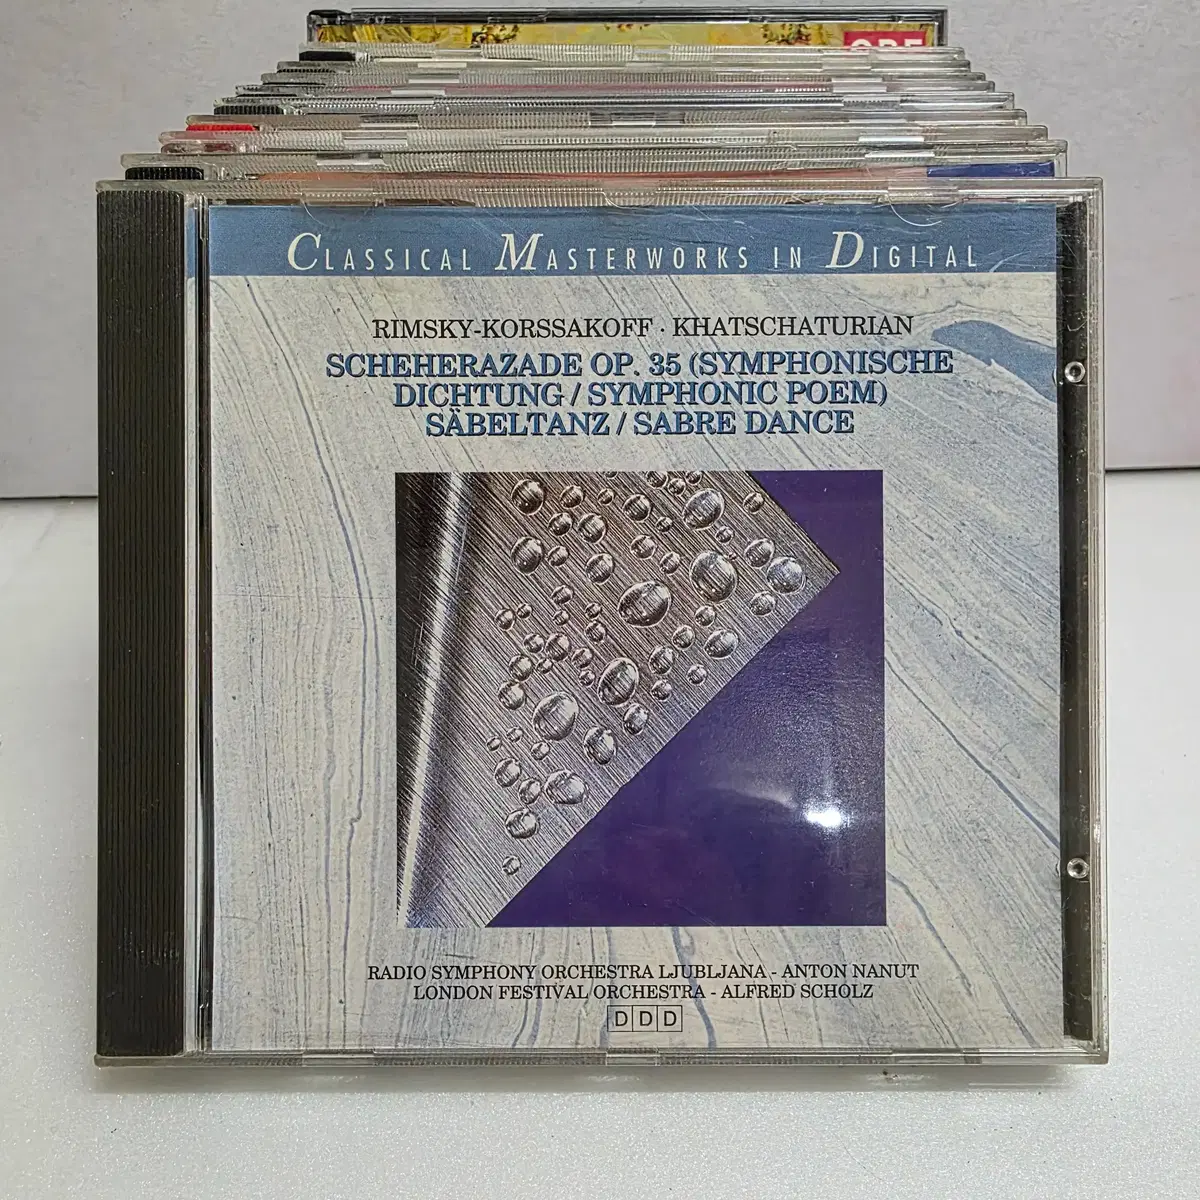 CLASSICAL MASTERWORKS IN DIGITAL
RIMSKY-KORSSAKOFF · KHATSCHATURIAN
SCHEHERAZADE OP. 35 (SYMPHONISCHE
DICHTUNG / SYMPHONIC POEM)
SÄBELTANZ / SABRE DANCE
RADIO SYMPHONY ORCHESTRA LJUBLJANA - ANTON NANUT
LONDON FESTIVAL ORCHESTRA - ALFRED SCHOLZ
DDD